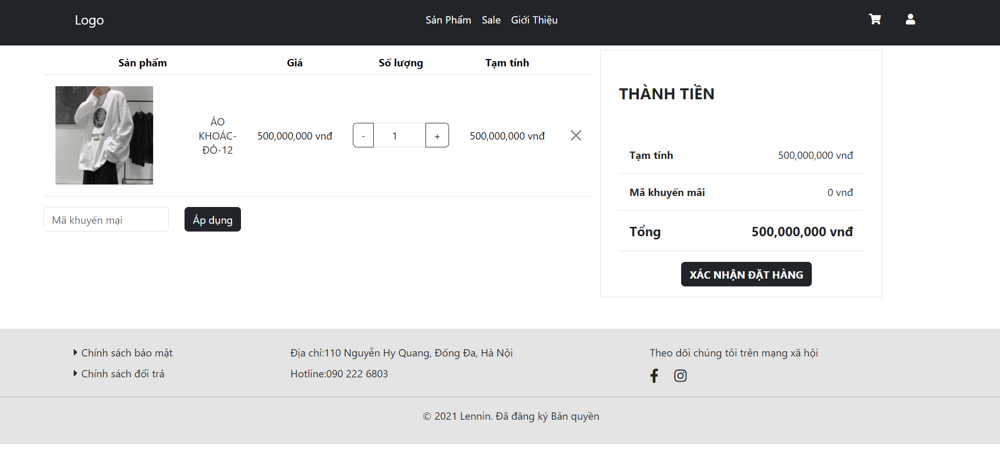 Logo
Sản Phẩm Sale Giới Thiệu
Sản phẩm Giá Số lượng Tạm tính
ÁO
KHOÁC-
ĐỎ-12
500,000,000 vnđ
- 1 +
500,000,000 vnđ
Mã khuyến mại
Áp dụng
THÀNH TIỀN
Tạm tính 500,000,000 vnđ
Mã khuyến mãi 0 vnđ
Tổng 500,000,000 vnđ
XÁC NHẬN ĐẶT HÀNG
Chính sách bảo mật
Chính sách đổi trả
Địa chỉ:110 Nguyễn Hy Quang, Đống Đa, Hà Nội
Hotline:090 222 6803
Theo dõi chúng tôi trên mạng xã hội
© 2021 Lennin. Đã đăng ký Bản quyền